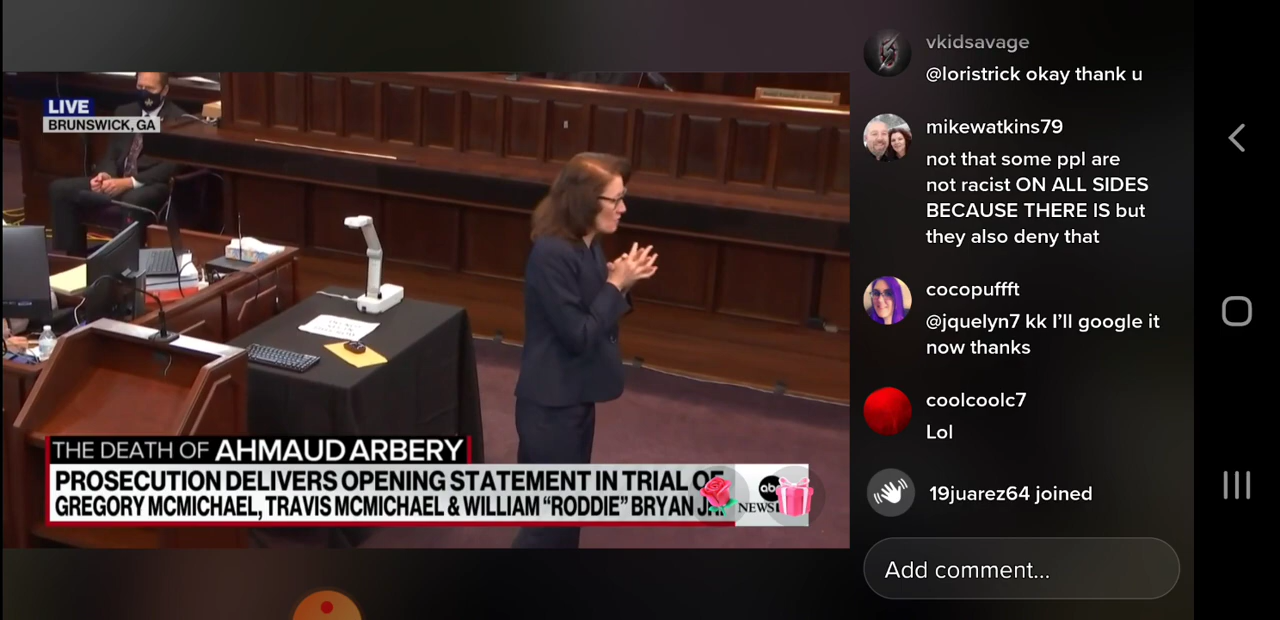 LIVE
BRUNSWICK, GA
THE DEATH OF AHMAUD ARBERY
PROSECUTION DELIVERS OPENING STATEMENT IN TRIAL OF
GREGORY MCMICHAEL, TRAVIS MCMICHAEL & WILLIAM “RODDIE” BRYAN JR.
abc
NEWS
vkidsavage
@loristrick okay thank u
mikewatkins79
not that some ppl are
not racist ON ALL SIDES
BECAUSE THERE IS but
they also deny that
cocopuffft
@jquelyn7 kk I’ll google it
now thanks
coolcoolc7
Lol
19juarez64 joined
Add comment...